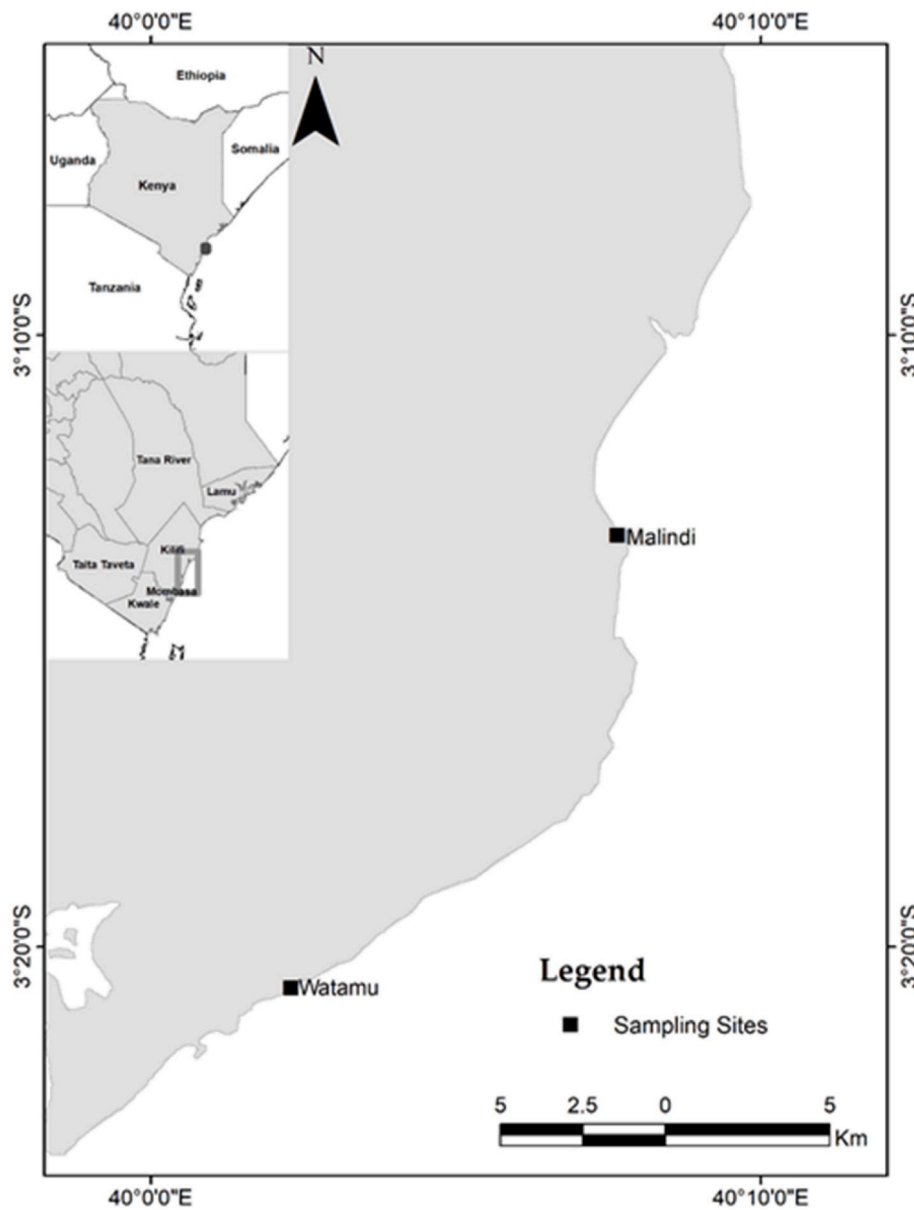 40°0'0"E 40°10'0"E
N
Ethiopia
Uganda
Somalia
Kenya
Tanzania
3°10'0"S 3°10'0"S
Tana River
Lamu
Kilifi
Taita Taveta
Mombasa
Kwale
Malindi
3°20'0"S 3°20'0"S
Watamu
Legend
Sampling Sites
5 2.5 0 5
Km
40°0'0"E 40°10'0"E